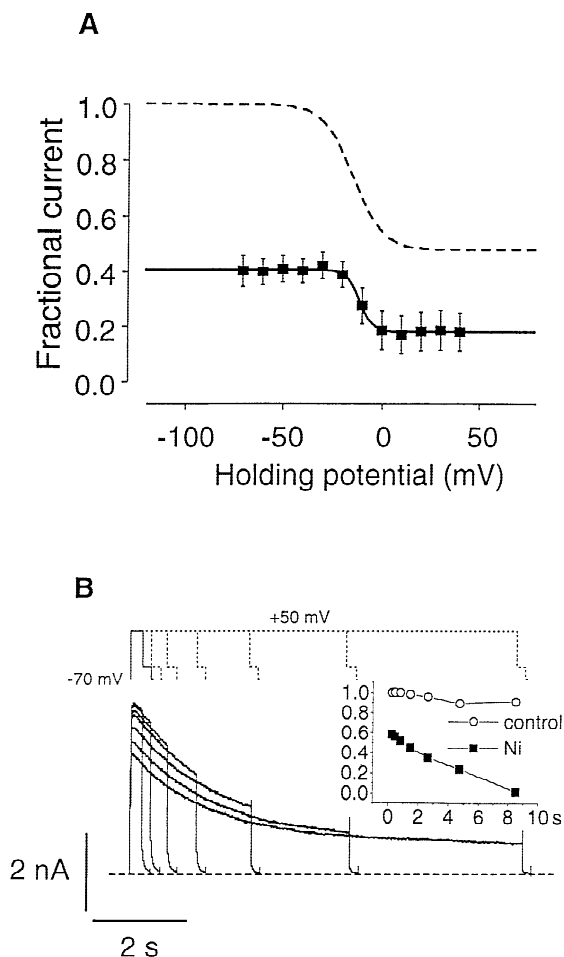 A
Fractional current
1.0
0.8
0.6
0.4
0.2
0.0
-100 -50 0 50
Holding potential (mV)
B
+50 mV
-70 mV
1.0
0.8
0.6
0.4
0.2
0.0
control
Ni
0 2 4 6 8 10 s
2 nA
2 s